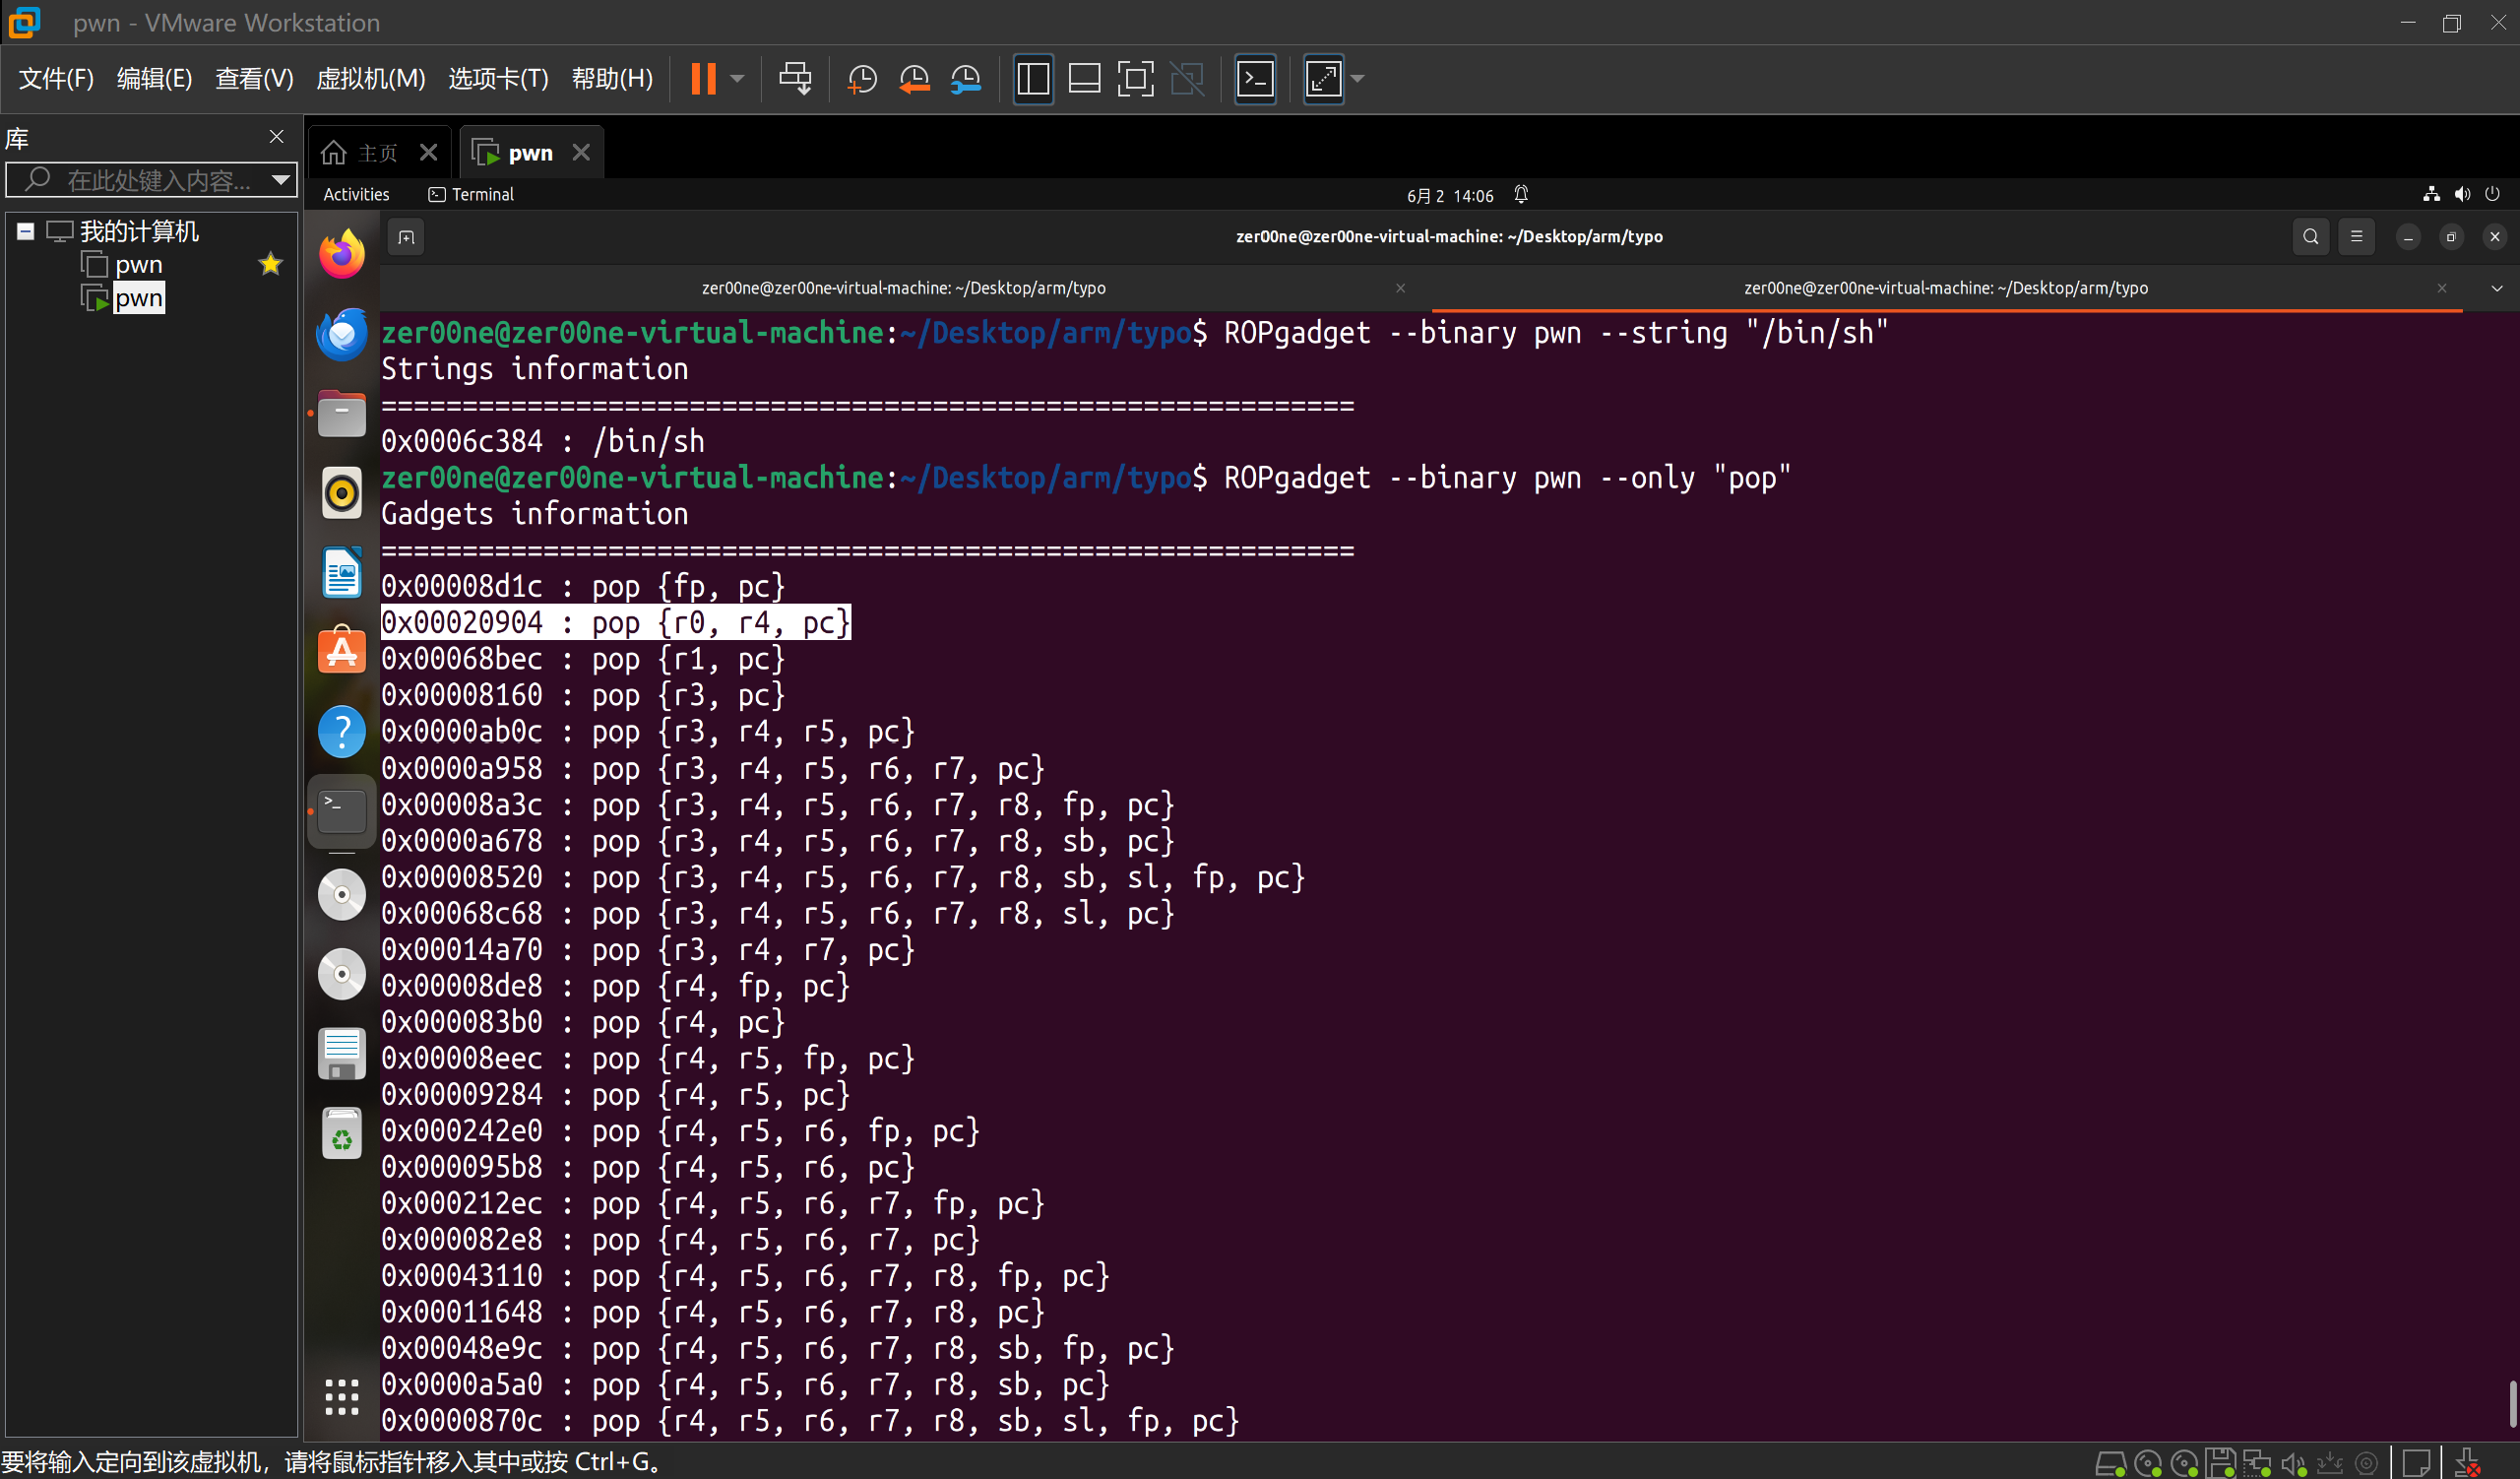 pwn - VMware Workstation
文件(F) 编辑(E) 查看(V) 虚拟机(M) 选项卡(T) 帮助(H)
库
在此处键入内容...
我的计算机
pwn
pwn
主页
pwn
Activities
Terminal
6月 2 14:06
zer00ne@zer00ne-virtual-machine: ~/Desktop/arm/typo
zer00ne@zer00ne-virtual-machine: ~/Desktop/arm/typo
zer00ne@zer00ne-virtual-machine: ~/Desktop/arm/typo
zer00ne@zer00ne-virtual-machine:~/Desktop/arm/typo$ ROPgadget --binary pwn --string "/bin/sh"
Strings information
============================================================
0x0006c384 : /bin/sh
zer00ne@zer00ne-virtual-machine:~/Desktop/arm/typo$ ROPgadget --binary pwn --only "pop"
Gadgets information
============================================================
0x00008d1c : pop {fp, pc}
0x00020904 : pop {r0, r4, pc}
0x00068bec : pop {r1, pc}
0x00008160 : pop {r3, pc}
0x0000ab0c : pop {r3, r4, r5, pc}
0x0000a958 : pop {r3, r4, r5, r6, r7, pc}
0x00008a3c : pop {r3, r4, r5, r6, r7, r8, fp, pc}
0x0000a678 : pop {r3, r4, r5, r6, r7, r8, sb, pc}
0x00008520 : pop {r3, r4, r5, r6, r7, r8, sb, sl, fp, pc}
0x00068c68 : pop {r3, r4, r5, r6, r7, r8, sl, pc}
0x00014a70 : pop {r3, r4, r7, pc}
0x00008de8 : pop {r4, fp, pc}
0x000083b0 : pop {r4, pc}
0x00008eec : pop {r4, r5, fp, pc}
0x00009284 : pop {r4, r5, pc}
0x000242e0 : pop {r4, r5, r6, fp, pc}
0x000095b8 : pop {r4, r5, r6, pc}
0x000212ec : pop {r4, r5, r6, r7, fp, pc}
0x000082e8 : pop {r4, r5, r6, r7, pc}
0x00043110 : pop {r4, r5, r6, r7, r8, fp, pc}
0x00011648 : pop {r4, r5, r6, r7, r8, pc}
0x00048e9c : pop {r4, r5, r6, r7, r8, sb, fp, pc}
0x0000a5a0 : pop {r4, r5, r6, r7, r8, sb, pc}
0x0000870c : pop {r4, r5, r6, r7, r8, sb, sl, fp, pc}
要将输入定向到该虚拟机，请将鼠标指针移入其中或按 Ctrl+G。